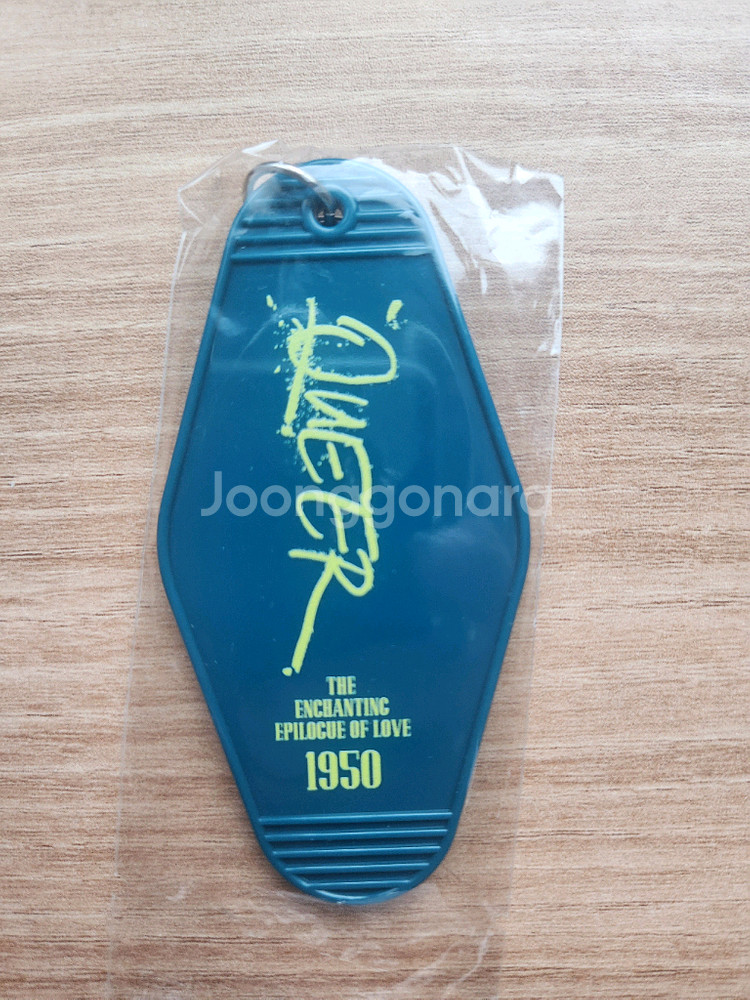 QUEER
Joonggonara
THE
ENCHANTING
EPILOGUE OF LOVE
1950